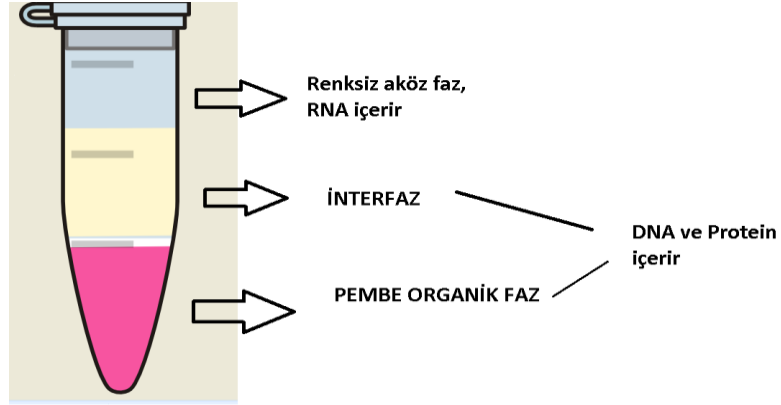 Renksiz aköz faz,
RNA içerir
İNTERFAZ
DNA ve Protein
içerir
PEMBE ORGANİK FAZ